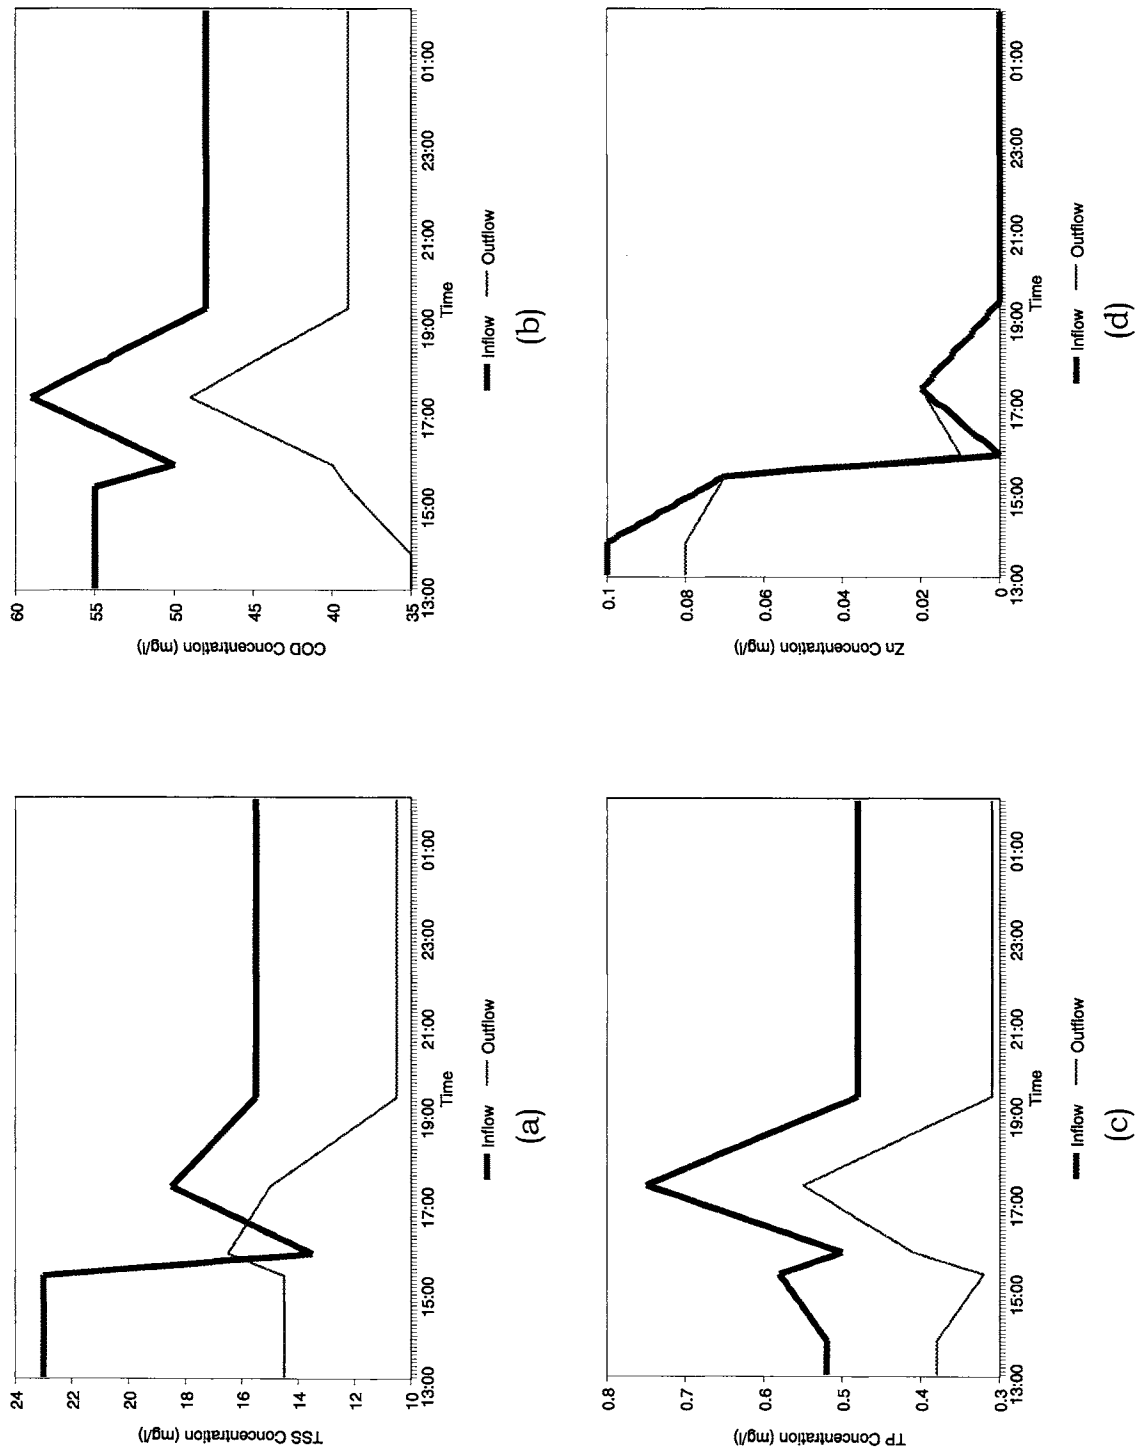 TSS Concentration (mg/l)
24
22
20
18
16
14
12
10
13:00 15:00 17:00 19:00 21:00 23:00 01:00
Time
Inflow Outflow
(a)
COD Concentration (mg/l)
60
55
50
45
40
35
13:00 15:00 17:00 19:00 21:00 23:00 01:00
Time
Inflow Outflow
(b)
TP Concentration (mg/l)
0.8
0.7
0.6
0.5
0.4
0.3
13:00 15:00 17:00 19:00 21:00 23:00 01:00
Time
Inflow Outflow
(c)
Zn Concentration (mg/l)
0.1
0.08
0.06
0.04
0.02
0
13:00 15:00 17:00 19:00 21:00 23:00 01:00
Time
Inflow Outflow
(d)